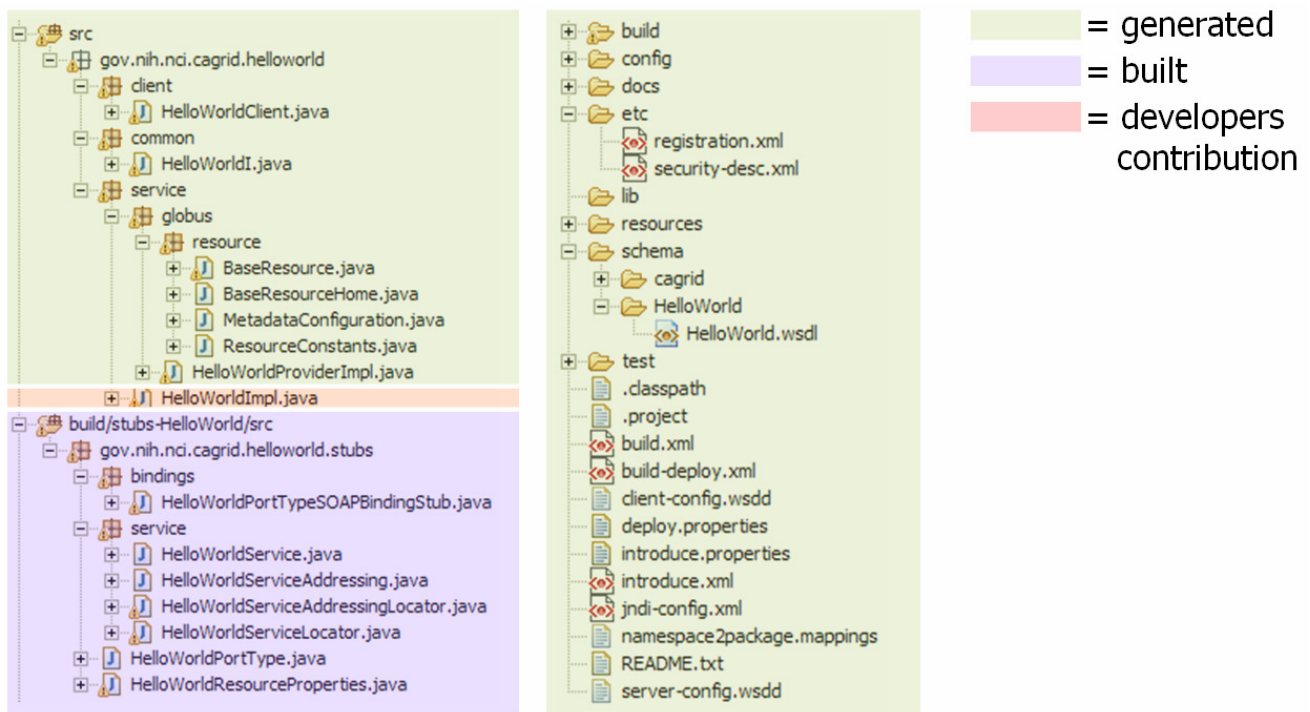 src
gov.nih.nci.cagrid.helloworld
client
HelloWorldClient.java
common
HelloWorldI.java
service
globus
resource
BaseResource.java
BaseResourceHome.java
MetadataConfiguration.java
ResourceConstants.java
HelloWorldProviderImpl.java
HelloWorldImpl.java
build/stubs-HelloWorld/src
gov.nih.nci.cagrid.helloworld.stubs
bindings
HelloWorldPortTypeSOAPBindingStub.java
service
HelloWorldService.java
HelloWorldServiceAddressing.java
HelloWorldServiceAddressingLocator.java
HelloWorldServiceLocator.java
HelloWorldPortType.java
HelloWorldResourceProperties.java
build
config
docs
etc
registration.xml
security-desc.xml
lib
resources
schema
cagrid
HelloWorld
HelloWorld.wsdl
test
.classpath
.project
build.xml
build-deploy.xml
client-config.wsdd
deploy.properties
introduce.properties
introduce.xml
jndi-config.xml
namespace2package.mappings
README.txt
server-config.wsdd
= generated
= built
= developers
contribution